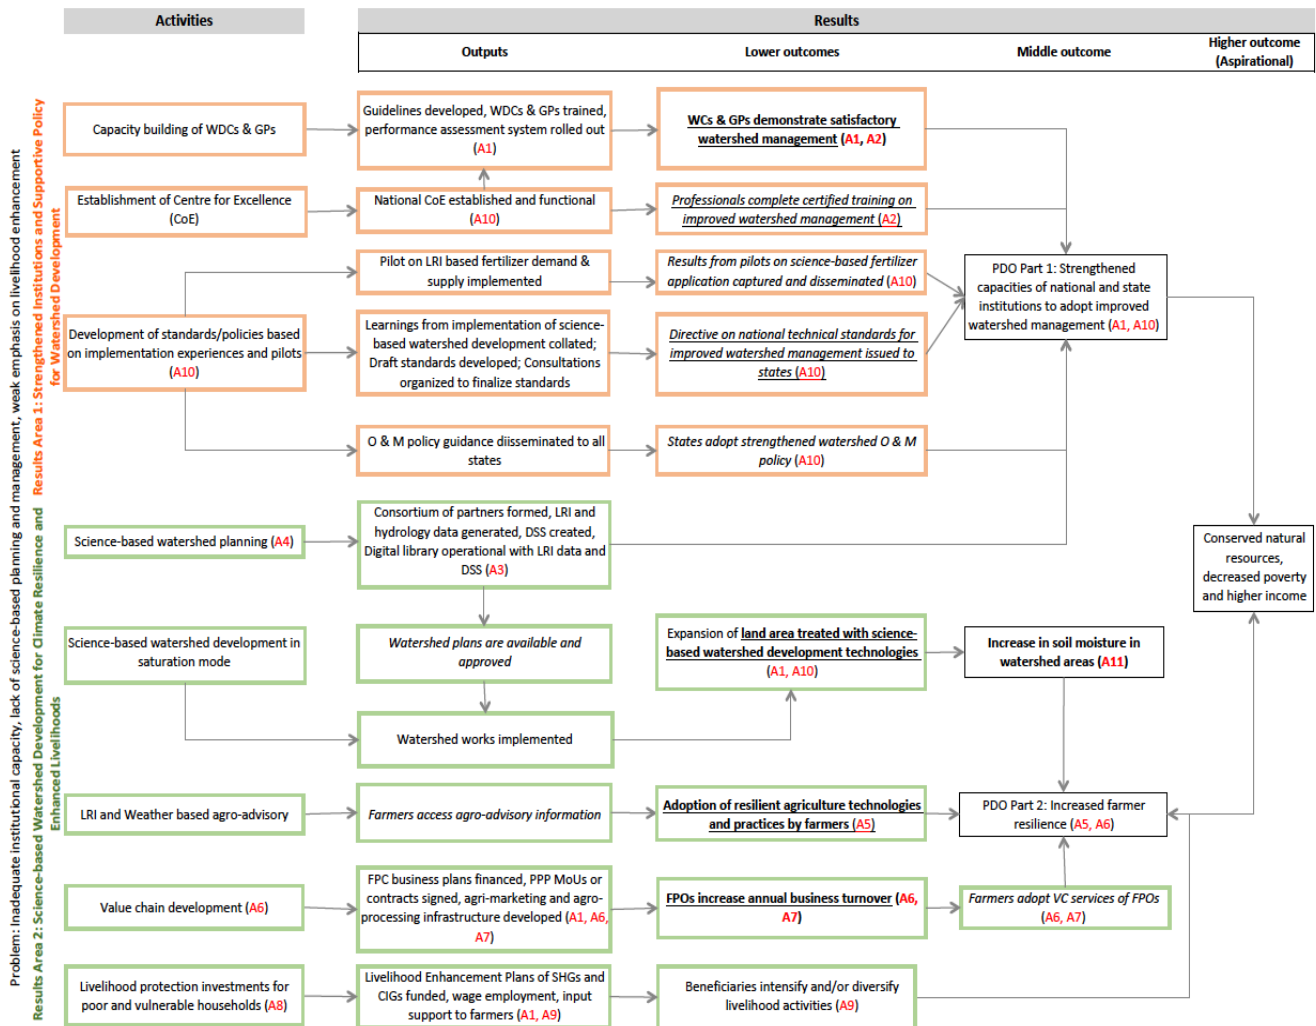 Activities
Results
Outputs
Lower outcomes
Middle outcome
Higher outcome
(Aspirational)
Problem: Inadequate institutional capacity, lack of science-based planning and management, weak emphasis on livelihood enhancement
Results Area 1: Strengthened Institutions and Supportive Policy
for Watershed Development
Capacity building of WDCs & GPs
Guidelines developed, WDCs & GPs trained,
performance assessment system rolled out
(A1)
WCs & GPs demonstrate satisfactory
watershed management (A1, A2)
Establishment of Centre for Excellence
(CoE)
National CoE established and functional
(A10)
Professionals complete certified training on
improved watershed management (A2)
Pilot on LRI based fertilizer demand &
supply implemented
Results from pilots on science-based fertilizer
application captured and disseminated (A10)
PDO Part 1: Strengthened
capacities of national and state
institutions to adopt improved
watershed management (A1, A10)
Development of standards/policies based
on implementation experiences and pilots
(A10)
Learnings from implementation of science-
based watershed development collated;
Draft standards developed; Consultations
organized to finalize standards
Directive on national technical standards for
improved watershed management issued to
states (A10)
O & M policy guidance diisseminated to all
states
States adopt strengthened watershed O & M
policy (A10)
Results Area 2: Science-based Watershed Development for Climate Resilience and
Enhanced Livelihoods
Science-based watershed planning (A4)
Consortium of partners formed, LRI and
hydrology data generated, DSS created,
Digital library operational with LRI data and
DSS (A3)
Conserved natural
resources,
decreased poverty
and higher income
Science-based watershed development in
saturation mode
Watershed plans are available and
approved
Expansion of land area treated with science-
based watershed development technologies
(A1, A10)
Increase in soil moisture in
watershed areas (A11)
Watershed works implemented
LRI and Weather based agro-advisory
Farmers access agro-advisory information
Adoption of resilient agriculture technologies
and practices by farmers (A5)
PDO Part 2: Increased farmer
resilience (A5, A6)
Value chain development (A6)
FPC business plans financed, PPP MoUs or
contracts signed, agri-marketing and agro-
processing infrastructure developed (A1, A6,
A7)
FPOs increase annual business turnover (A6,
A7)
Farmers adopt VC services of FPOs
(A6, A7)
Livelihood protection investments for
poor and vulnerable households (A8)
Livelihood Enhancement Plans of SHGs and
CIGs funded, wage employment, input
support to farmers (A1, A9)
Beneficiaries intensify and/or diversify
livelihood activities (A9)